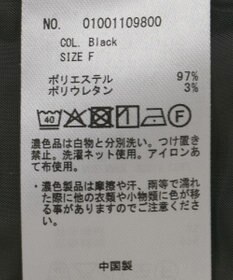 NO. 01001109800
COL. Black
SIZE F
ポリエステル 97%
ポリウレタン 3%
40 F
濃色品は白物と分別洗い。つけ置き
禁止。洗濯ネット使用。アイロンあ
て布使用。
・濃色製品は摩擦や汗、雨等で濡れ
た際に他の衣類や小物類に色が移
る事がありますのでご注意くださ
い。
中国製